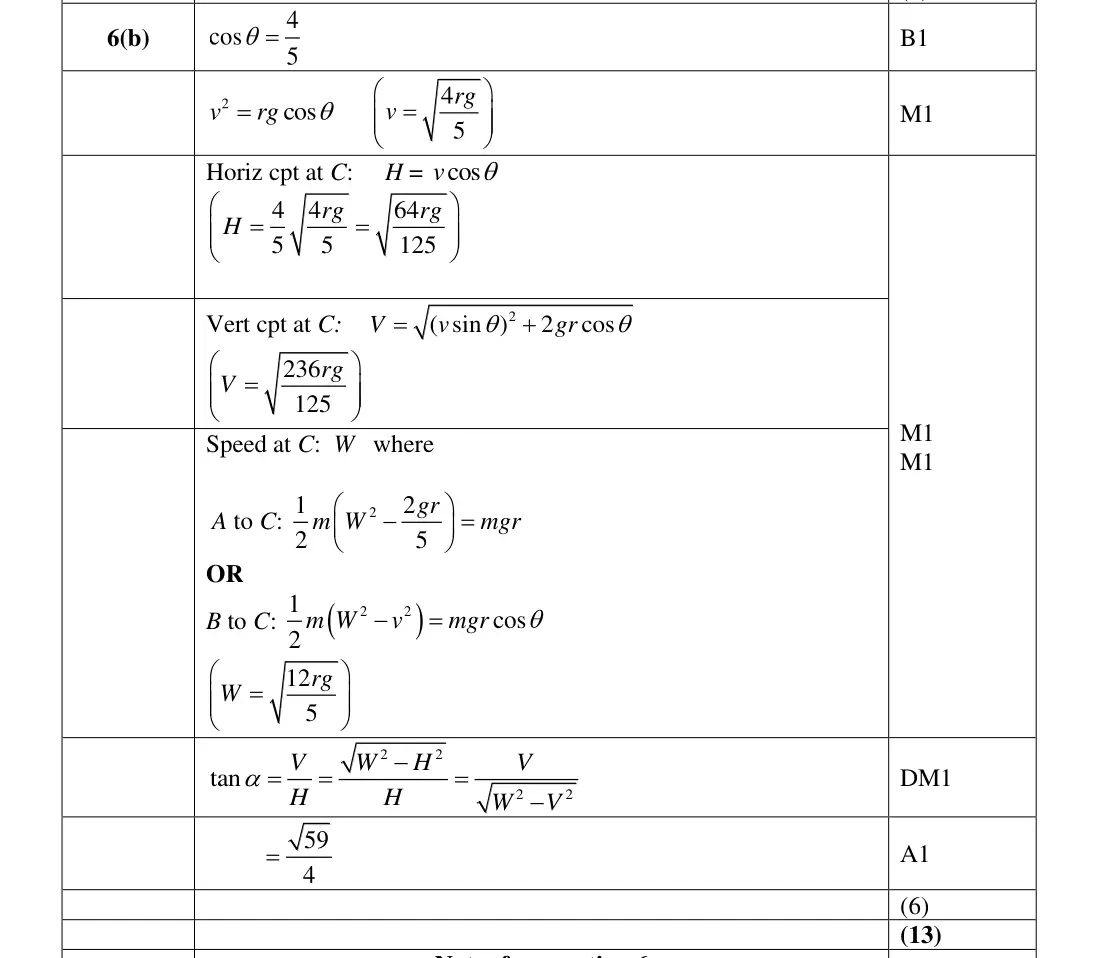 6(b) cos θ = 4/5 B1
v² = rg cos θ (v = √(4rg/5)) M1
Horiz cpt at C: H = v cos θ
(H = 4/5 √(4rg/5) = √(64rg/125))
Vert cpt at C: V = √((v sin θ)² + 2gr cos θ)
(V = √(236rg/125))
Speed at C: W where
M1
M1
A to C: 1/2 m(W² − 2gr/5) = mgr
OR
B to C: 1/2 m(W² − v²) = mgr cos θ
(W = √(12rg/5))
tan α = V/H = √(W² − H²)/H = V/√(W² − V²) DM1
= √59/4 A1
(6)
(13)